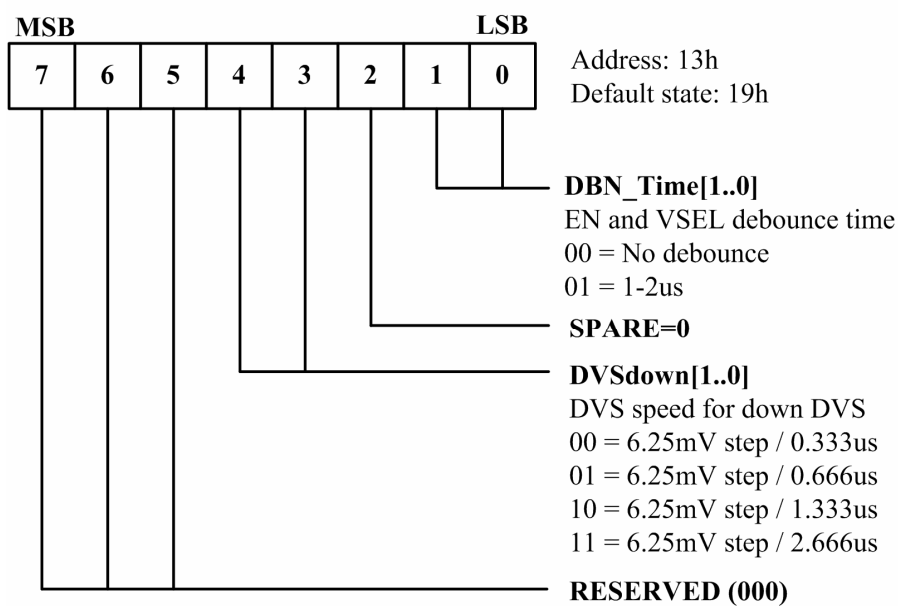 MSB LSB
7 6 5 4 3 2 1 0
Address: 13h
Default state: 19h
DBN_Time[1..0]
EN and VSEL debounce time
00 = No debounce
01 = 1-2us
SPARE=0
DVSdown[1..0]
DVS speed for down DVS
00 = 6.25mV step / 0.333us
01 = 6.25mV step / 0.666us
10 = 6.25mV step / 1.333us
11 = 6.25mV step / 2.666us
RESERVED (000)